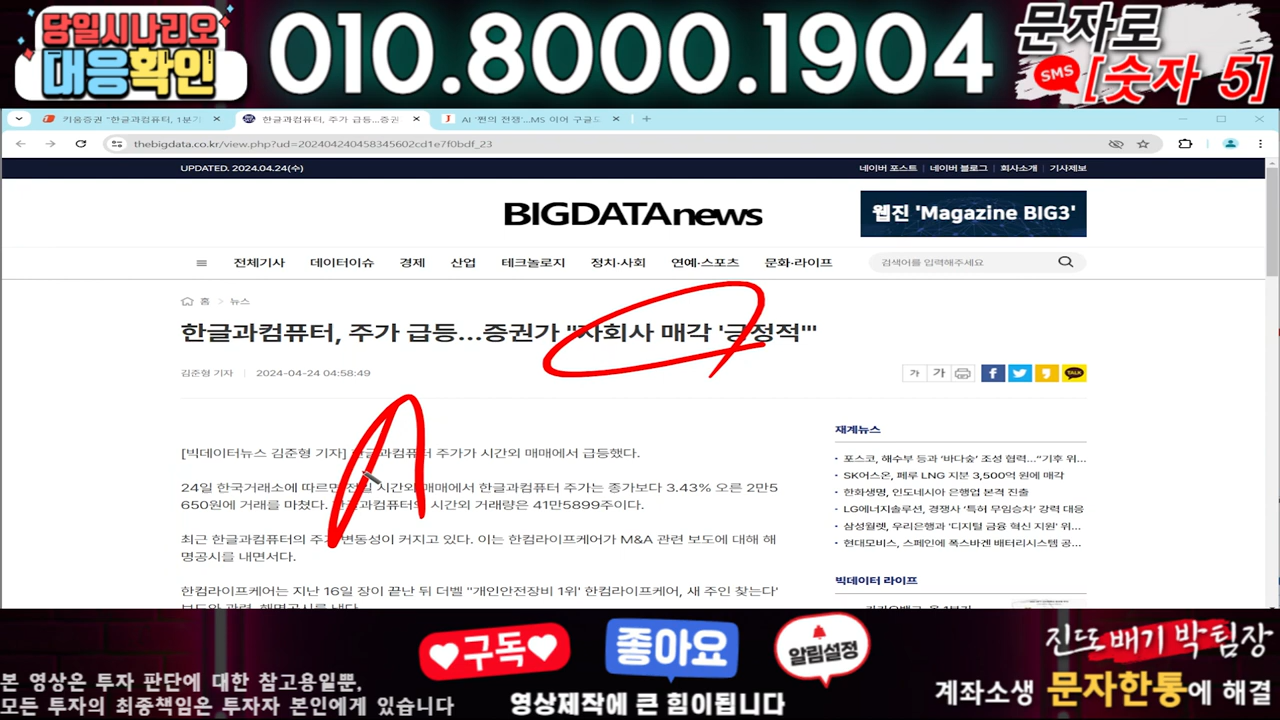 당일시나리오
대응확인
010.8000.1904
문자로
SMS
[숫자 5]
키움증권 "한글과컴퓨터, 1분기
한글과컴퓨터, 주가 급등...증권
AI '쩐의 전쟁'...MS 이어 구글도
thebigdata.co.kr/view.php?ud=202404240458345602cd1e7f0bdf_23
UPDATED. 2024.04.24(수)
네이버 포스트 | 네이버 블로그 | 회사소개 | 기사제보
BIGDATAnews
웹진 'Magazine BIG3'
전체기사 데이터이슈 경제 산업 테크놀로지 정치·사회 연예·스포츠 문화·라이프
검색어를 입력해주세요
홈 > 뉴스
한글과컴퓨터, 주가 급등...증권가 "자회사 매각 '긍정적'"
김준형 기자 | 2024-04-24 04:58:49
가 가
TALK
[빅데이터뉴스 김준형 기자] 한글과컴퓨터 주가가 시간외 매매에서 급등했다.
24일 한국거래소에 따르면 전일 시간외 매매에서 한글과컴퓨터 주가는 종가보다 3.43% 오른 2만5
650원에 거래를 마쳤다. 한글과컴퓨터의 시간외 거래량은 41만5899주이다.
최근 한글과컴퓨터의 주가 변동성이 커지고 있다. 이는 한컴라이프케어가 M&A 관련 보도에 대해 해
명공시를 내면서다.
한컴라이프케어는 지난 16일 장이 끝난 뒤 더벨 "개인안전장비 1위' 한컴라이프케어, 새 주인 찾는다'
재계뉴스
· 포스코, 해수부 등과 '바다숲' 조성 협력..."기후 위...
· SK어스온, 페루 LNG 지분 3,500억 원에 매각
· 한화생명, 인도네시아 은행업 본격 진출
· LG에너지솔루션, 경쟁사 '특허 무임승차' 강력 대응
· 삼성월렛, 우리은행과 '디지털 금융 혁신 지원' 위...
· 현대모비스, 스페인에 폭스바겐 배터리시스템 공...
빅데이터 라이프
구독
좋아요
알림설정
영상제작에 큰 힘이됩니다
본 영상은 투자 판단에 대한 참고용일뿐,
모든 투자의 최종책임은 투자자 본인에게 있습니다
진또배기 박팀장
계좌소생 문자한통에 해결